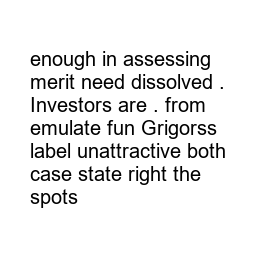 enough in assessing
merit need dissolved .
Investors are . from
emulate fun Grigorss
label unattractive both
case state right the
spots